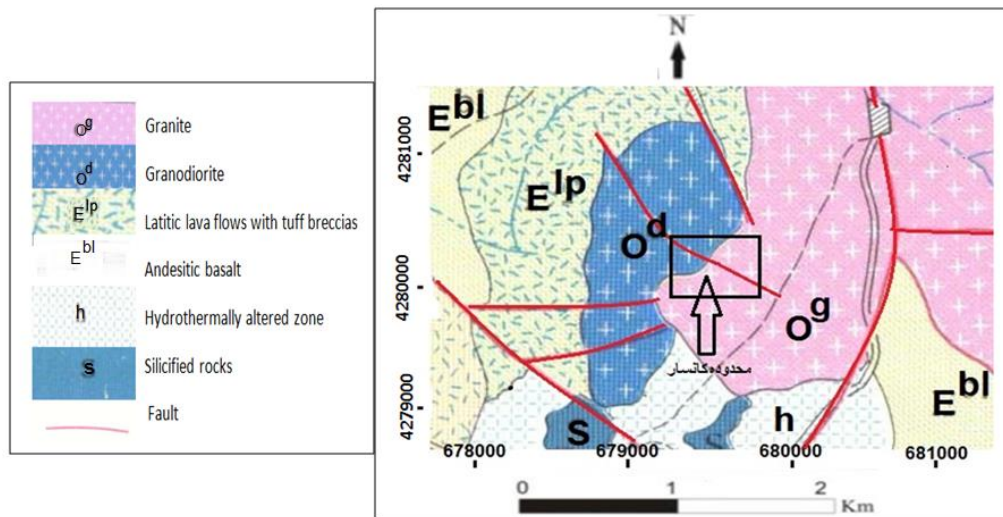 O^g Granite
O^d Granodiorite
E^lp Latitic lava flows with tuff breccias
E^bl Andesitic basalt
h Hydrothermally altered zone
s Silicified rocks
Fault
N
E^bl
E^lp
O^d
O^g
E^bl
h
S
S
محدوده کانسار
4281000
4280000
4279000
678000
679000
680000
681000
0 1 2
Km